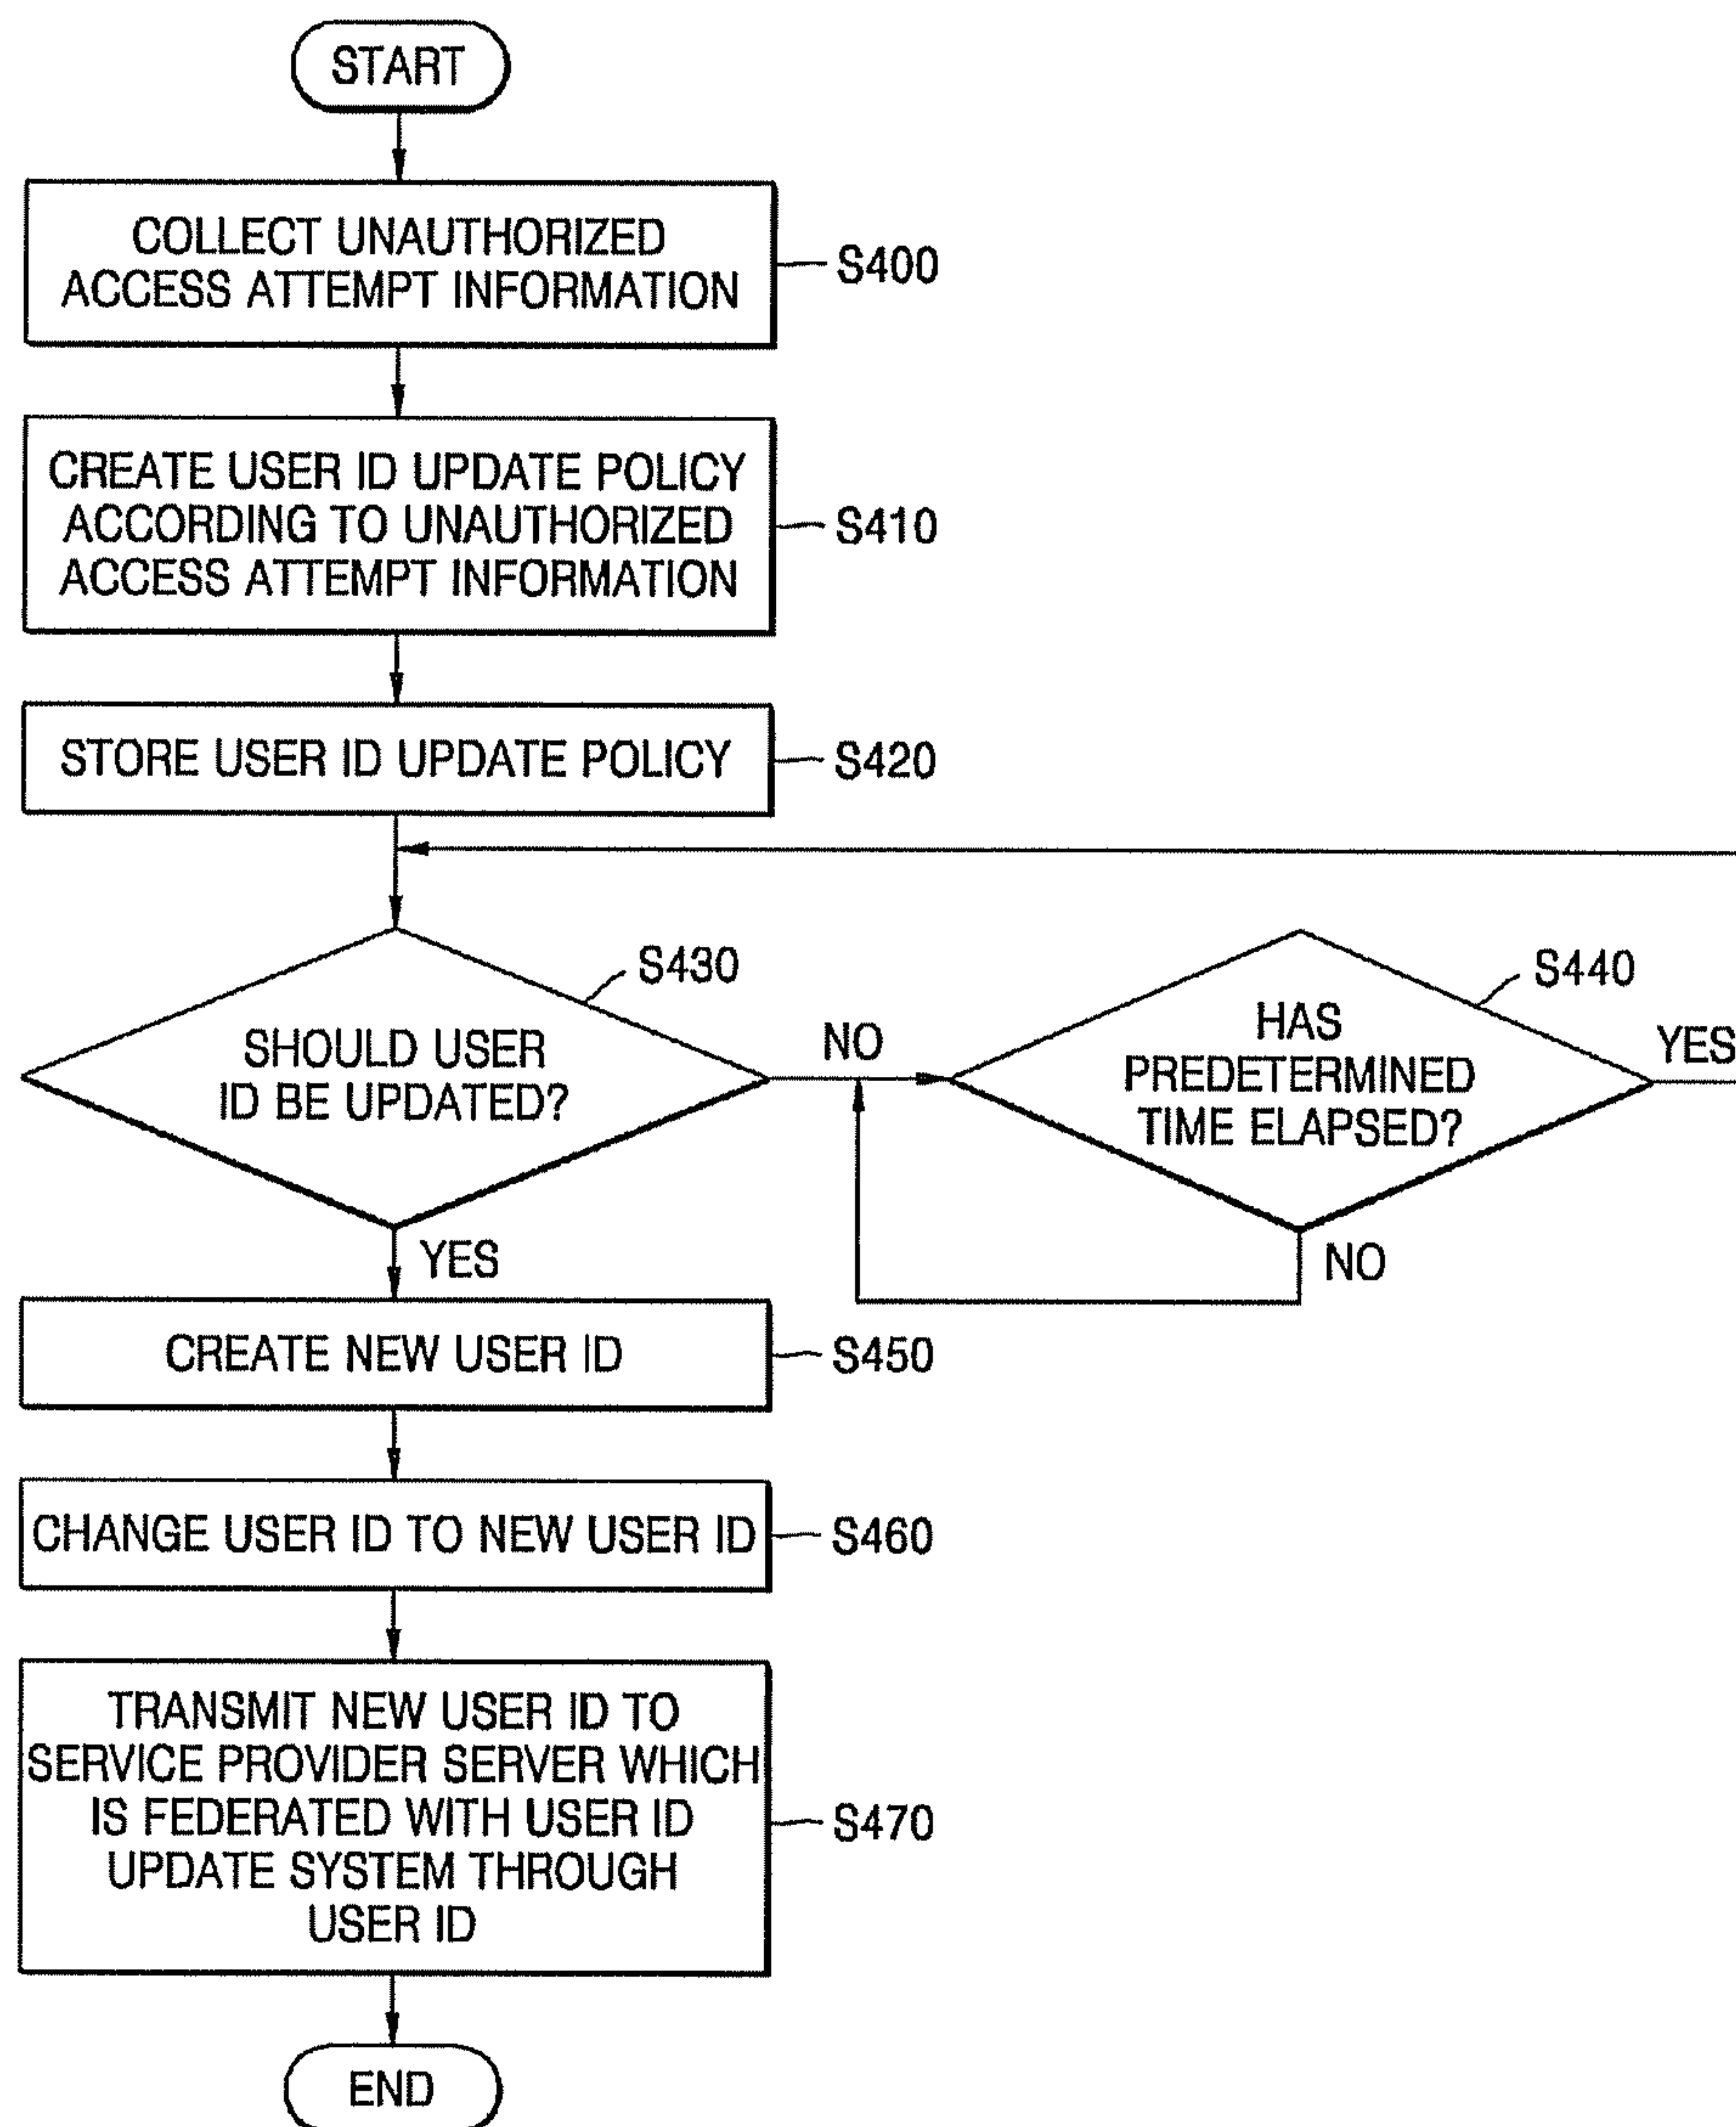 START
COLLECT UNAUTHORIZED
ACCESS ATTEMPT INFORMATION
S400
CREATE USER ID UPDATE POLICY
ACCORDING TO UNAUTHORIZED
ACCESS ATTEMPT INFORMATION
S410
STORE USER ID UPDATE POLICY
S420
SHOULD USER
ID BE UPDATED?
S430
NO
HAS
PREDETERMINED
TIME ELAPSED?
S440
YES
NO
YES
CREATE NEW USER ID
S450
CHANGE USER ID TO NEW USER ID
S460
TRANSMIT NEW USER ID TO
SERVICE PROVIDER SERVER WHICH
IS FEDERATED WITH USER ID
UPDATE SYSTEM THROUGH
USER ID
S470
END